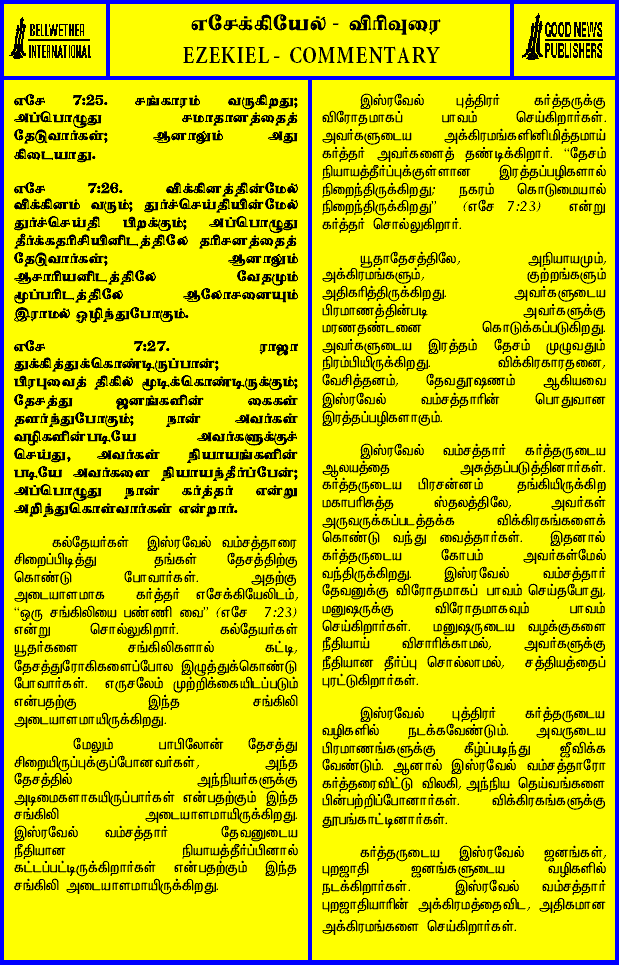 BELLWETHER
INTERNATIONAL
எசேக்கியேல் - விரிவுரை
EZEKIEL - COMMENTARY
GOOD NEWS
PUBLISHERS
எசே 7:25. சங்காரம் வருகிறது;
அப்பொழுது சமாதானத்தைத்
தேடுவார்கள்; ஆனாலும் அது
கிடையாது.
எசே 7:26. விக்கினத்தின்மேல்
விக்கினம் வரும்; துர்ச்செய்தியின்மேல்
துர்ச்செய்தி பிறக்கும்; அப்பொழுது
தீர்க்கதரிசியினிடத்திலே தரிசனத்தைத்
தேடுவார்கள்; ஆனாலும்
ஆசாரியனிடத்திலே வேதமும்
மூப்பரிடத்திலே ஆலோசனையும்
இராமல் ஒழிந்துபோகும்.
எசே 7:27. ராஜா
துக்கித்துக்கொண்டிருப்பான்;
பிரபுவைத் திகில் மூடிக்கொண்டிருக்கும்;
தேசத்து ஜனங்களின் கைகள்
தளர்ந்துபோகும்; நான் அவர்கள்
வழிகளின்படியே அவர்களுக்குச்
செய்து, அவர்கள் நியாயங்களின்
படியே அவர்களை நியாயந்தீர்ப்பேன்;
அப்பொழுது நான் கர்த்தர் என்று
அறிந்துகொள்வார்கள் என்றார்.
கல்தேயர்கள் இஸ்ரவேல் வம்சத்தாரை
சிறைப்பிடித்து தங்கள் தேசத்திற்கு
கொண்டு போவார்கள். அதற்கு
அடையாளமாக கர்த்தர் எசேக்கியேலிடம்,
“ஒரு சங்கிலியை பண்ணி வை” (எசே 7:23)
என்று சொல்லுகிறார். கல்தேயர்கள்
யூதர்களை சங்கிலிகளால் கட்டி,
தேசத்துரோகிகளைப்போல இழுத்துக்கொண்டு
போவார்கள். எருசலேம் முற்றிக்கையிடப்படும்
என்பதற்கு இந்த சங்கிலி
அடையாளமாயிருக்கிறது.
மேலும் பாபிலோன் தேசத்து
சிறையிருப்புக்குப்போனவர்கள், அந்த
தேசத்தில் அந்நியர்களுக்கு
அடிமைகளாகயிருப்பார்கள் என்பதற்கும் இந்த
சங்கிலி அடையாளமாயிருக்கிறது.
இஸ்ரவேல் வம்சத்தார் தேவனுடைய
நீதியான நியாயத்தீர்ப்பினால்
கட்டப்பட்டிருக்கிறார்கள் என்பதற்கும் இந்த
சங்கிலி அடையாளமாயிருக்கிறது.
இஸ்ரவேல் புத்திரர் கர்த்தருக்கு
விரோதமாகப் பாவம் செய்கிறார்கள்.
அவர்களுடைய அக்கிரமங்களினிமித்தமாய்
கர்த்தர் அவர்களைத் தண்டிக்கிறார். “தேசம்
நியாயத்தீர்ப்புக்குள்ளான இரத்தப்பழிகளால்
நிறைந்திருக்கிறது; நகரம் கொடுமையால்
நிறைந்திருக்கிறது” (எசே 7:23) என்று
கர்த்தர் சொல்லுகிறார்.
யூதாதேசத்திலே, அநியாயமும்,
அக்கிரமங்களும், குற்றங்களும்
அதிகரித்திருக்கிறது. அவர்களுடைய
பிரமாணத்தின்படி அவர்களுக்கு
மரணதண்டனை கொடுக்கப்படுகிறது.
அவர்களுடைய இரத்தம் தேசம் முழுவதும்
நிரம்பியிருக்கிறது. விக்கிரகாரதனை,
வேசித்தனம், தேவதூஷணம் ஆகியவை
இஸ்ரவேல் வம்சத்தாரின் பொதுவான
இரத்தப்பழிகளாகும்.
இஸ்ரவேல் வம்சத்தார் கர்த்தருடைய
ஆலயத்தை அசுத்தப்படுத்தினார்கள்.
கர்த்தருடைய பிரசன்னம் தங்கியிருக்கிற
மகாபரிசுத்த ஸ்தலத்திலே, அவர்கள்
அருவருக்கப்படத்தக்க விக்கிரகங்களைக்
கொண்டு வந்து வைத்தார்கள். இதனால்
கர்த்தருடைய கோபம் அவர்கள்மேல்
வந்திருக்கிறது. இஸ்ரவேல் வம்சத்தார்
தேவனுக்கு விரோதமாகப் பாவம் செய்தபோது,
மனுஷருக்கு விரோதமாகவும் பாவம்
செய்கிறார்கள். மனுஷருடைய வழக்குகளை
நீதியாய் விசாரிக்காமல், அவர்களுக்கு
நீதியான தீர்ப்பு சொல்லாமல், சத்தியத்தைப்
புரட்டுகிறார்கள்.
இஸ்ரவேல் புத்திரர் கர்த்தருடைய
வழிகளில் நடக்கவேண்டும். அவருடைய
பிரமாணங்களுக்கு கீழ்ப்படிந்து ஜீவிக்க
வேண்டும். ஆனால் இஸ்ரவேல் வம்சத்தாரோ
கர்த்தரைவிட்டு விலகி, அந்நிய தெய்வங்களை
பின்பற்றிப்போனார்கள். விக்கிரகங்களுக்கு
தூபங்காட்டினார்கள்.
கர்த்தருடைய இஸ்ரவேல் ஜனங்கள்,
புறஜாதி ஜனங்களுடைய வழிகளில்
நடக்கிறார்கள். இஸ்ரவேல் வம்சத்தார்
புறஜாதியாரின் அக்கிரமத்தைவிட, அதிகமான
அக்கிரமங்களை செய்கிறார்கள்.